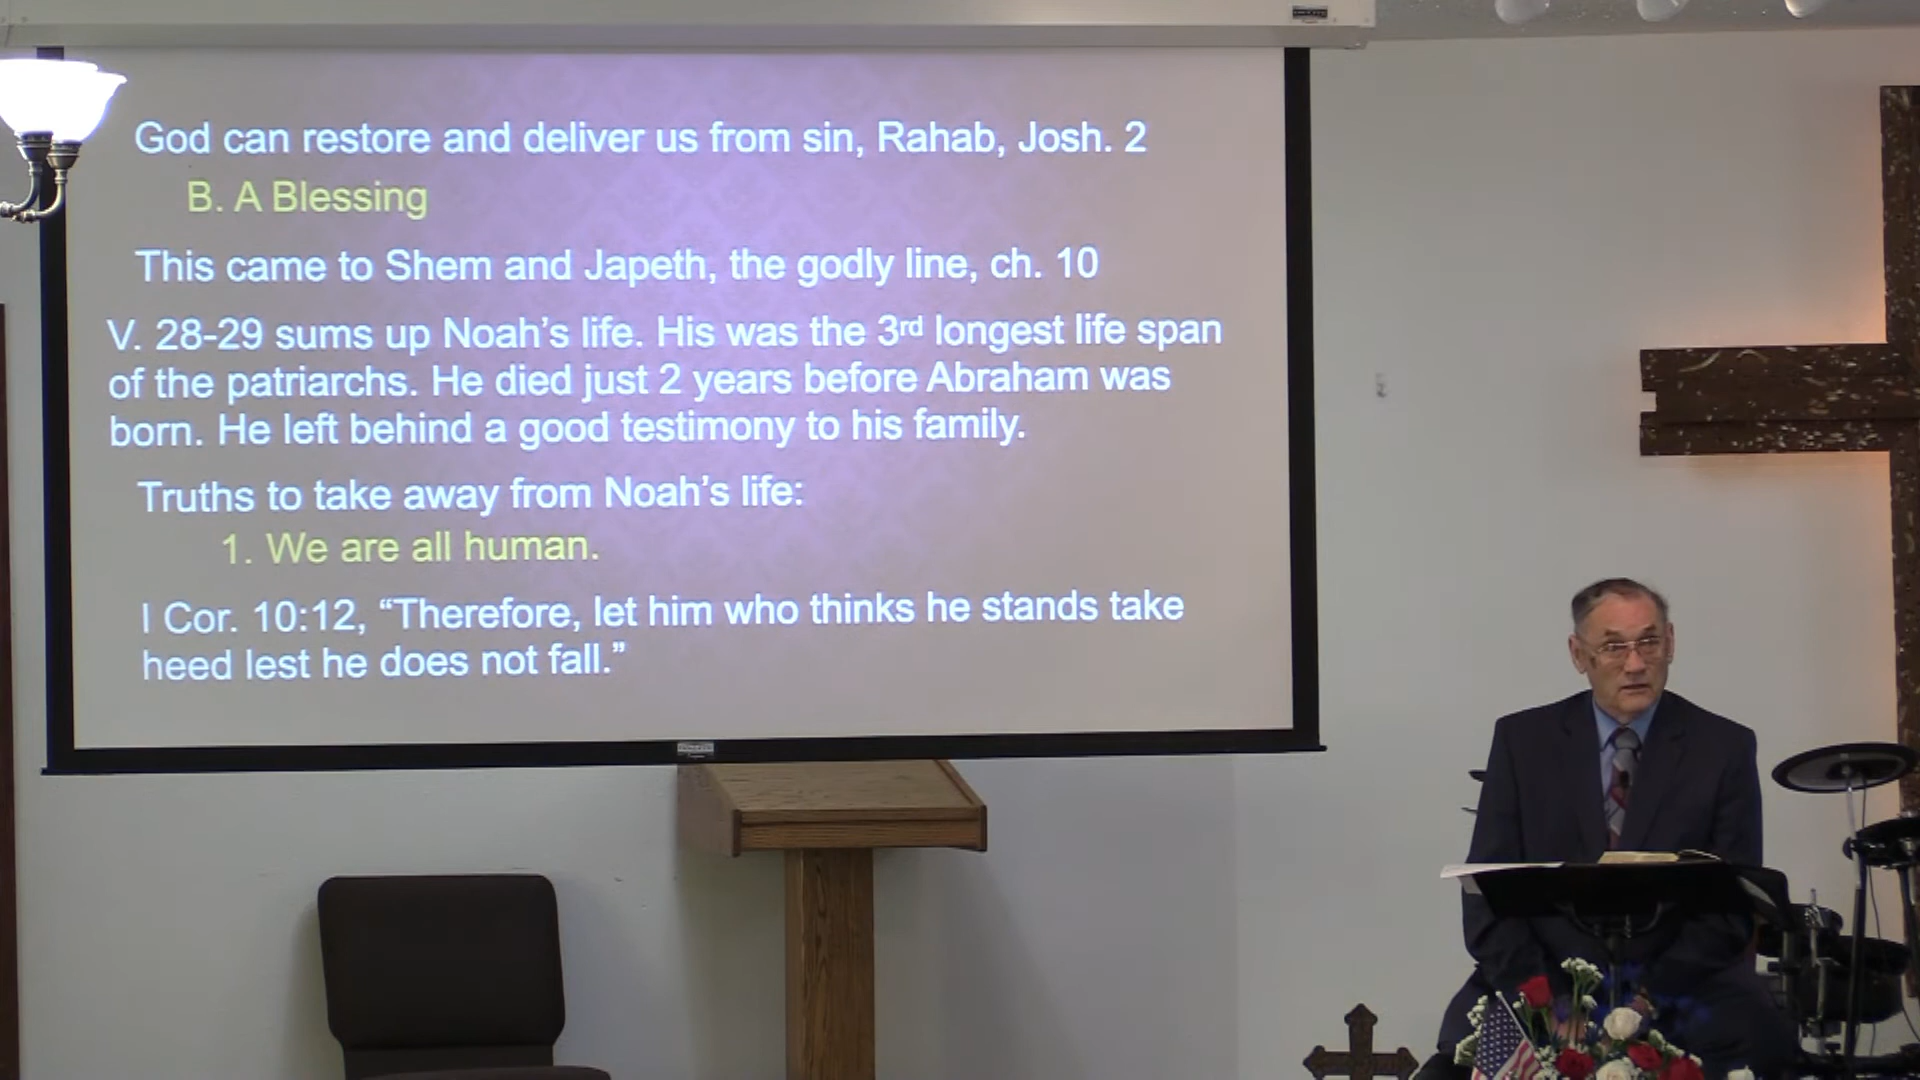 God can restore and deliver us from sin, Rahab, Josh. 2
B. A Blessing
This came to Shem and Japeth, the godly line, ch. 10
V. 28-29 sums up Noah’s life. His was the 3rd longest life span
of the patriarchs. He died just 2 years before Abraham was
born. He left behind a good testimony to his family.
Truths to take away from Noah’s life:
1. We are all human.
I Cor. 10:12, “Therefore, let him who thinks he stands take
heed lest he does not fall.”